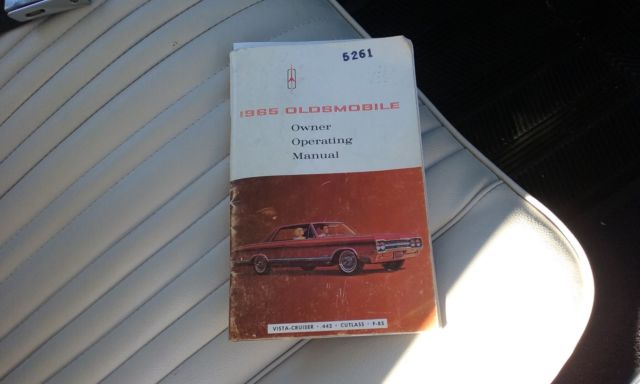 5261
1965 OLDSMOBILE
Owner
Operating
Manual
VISTA-CRUISER · 442 · CUTLASS · F-85